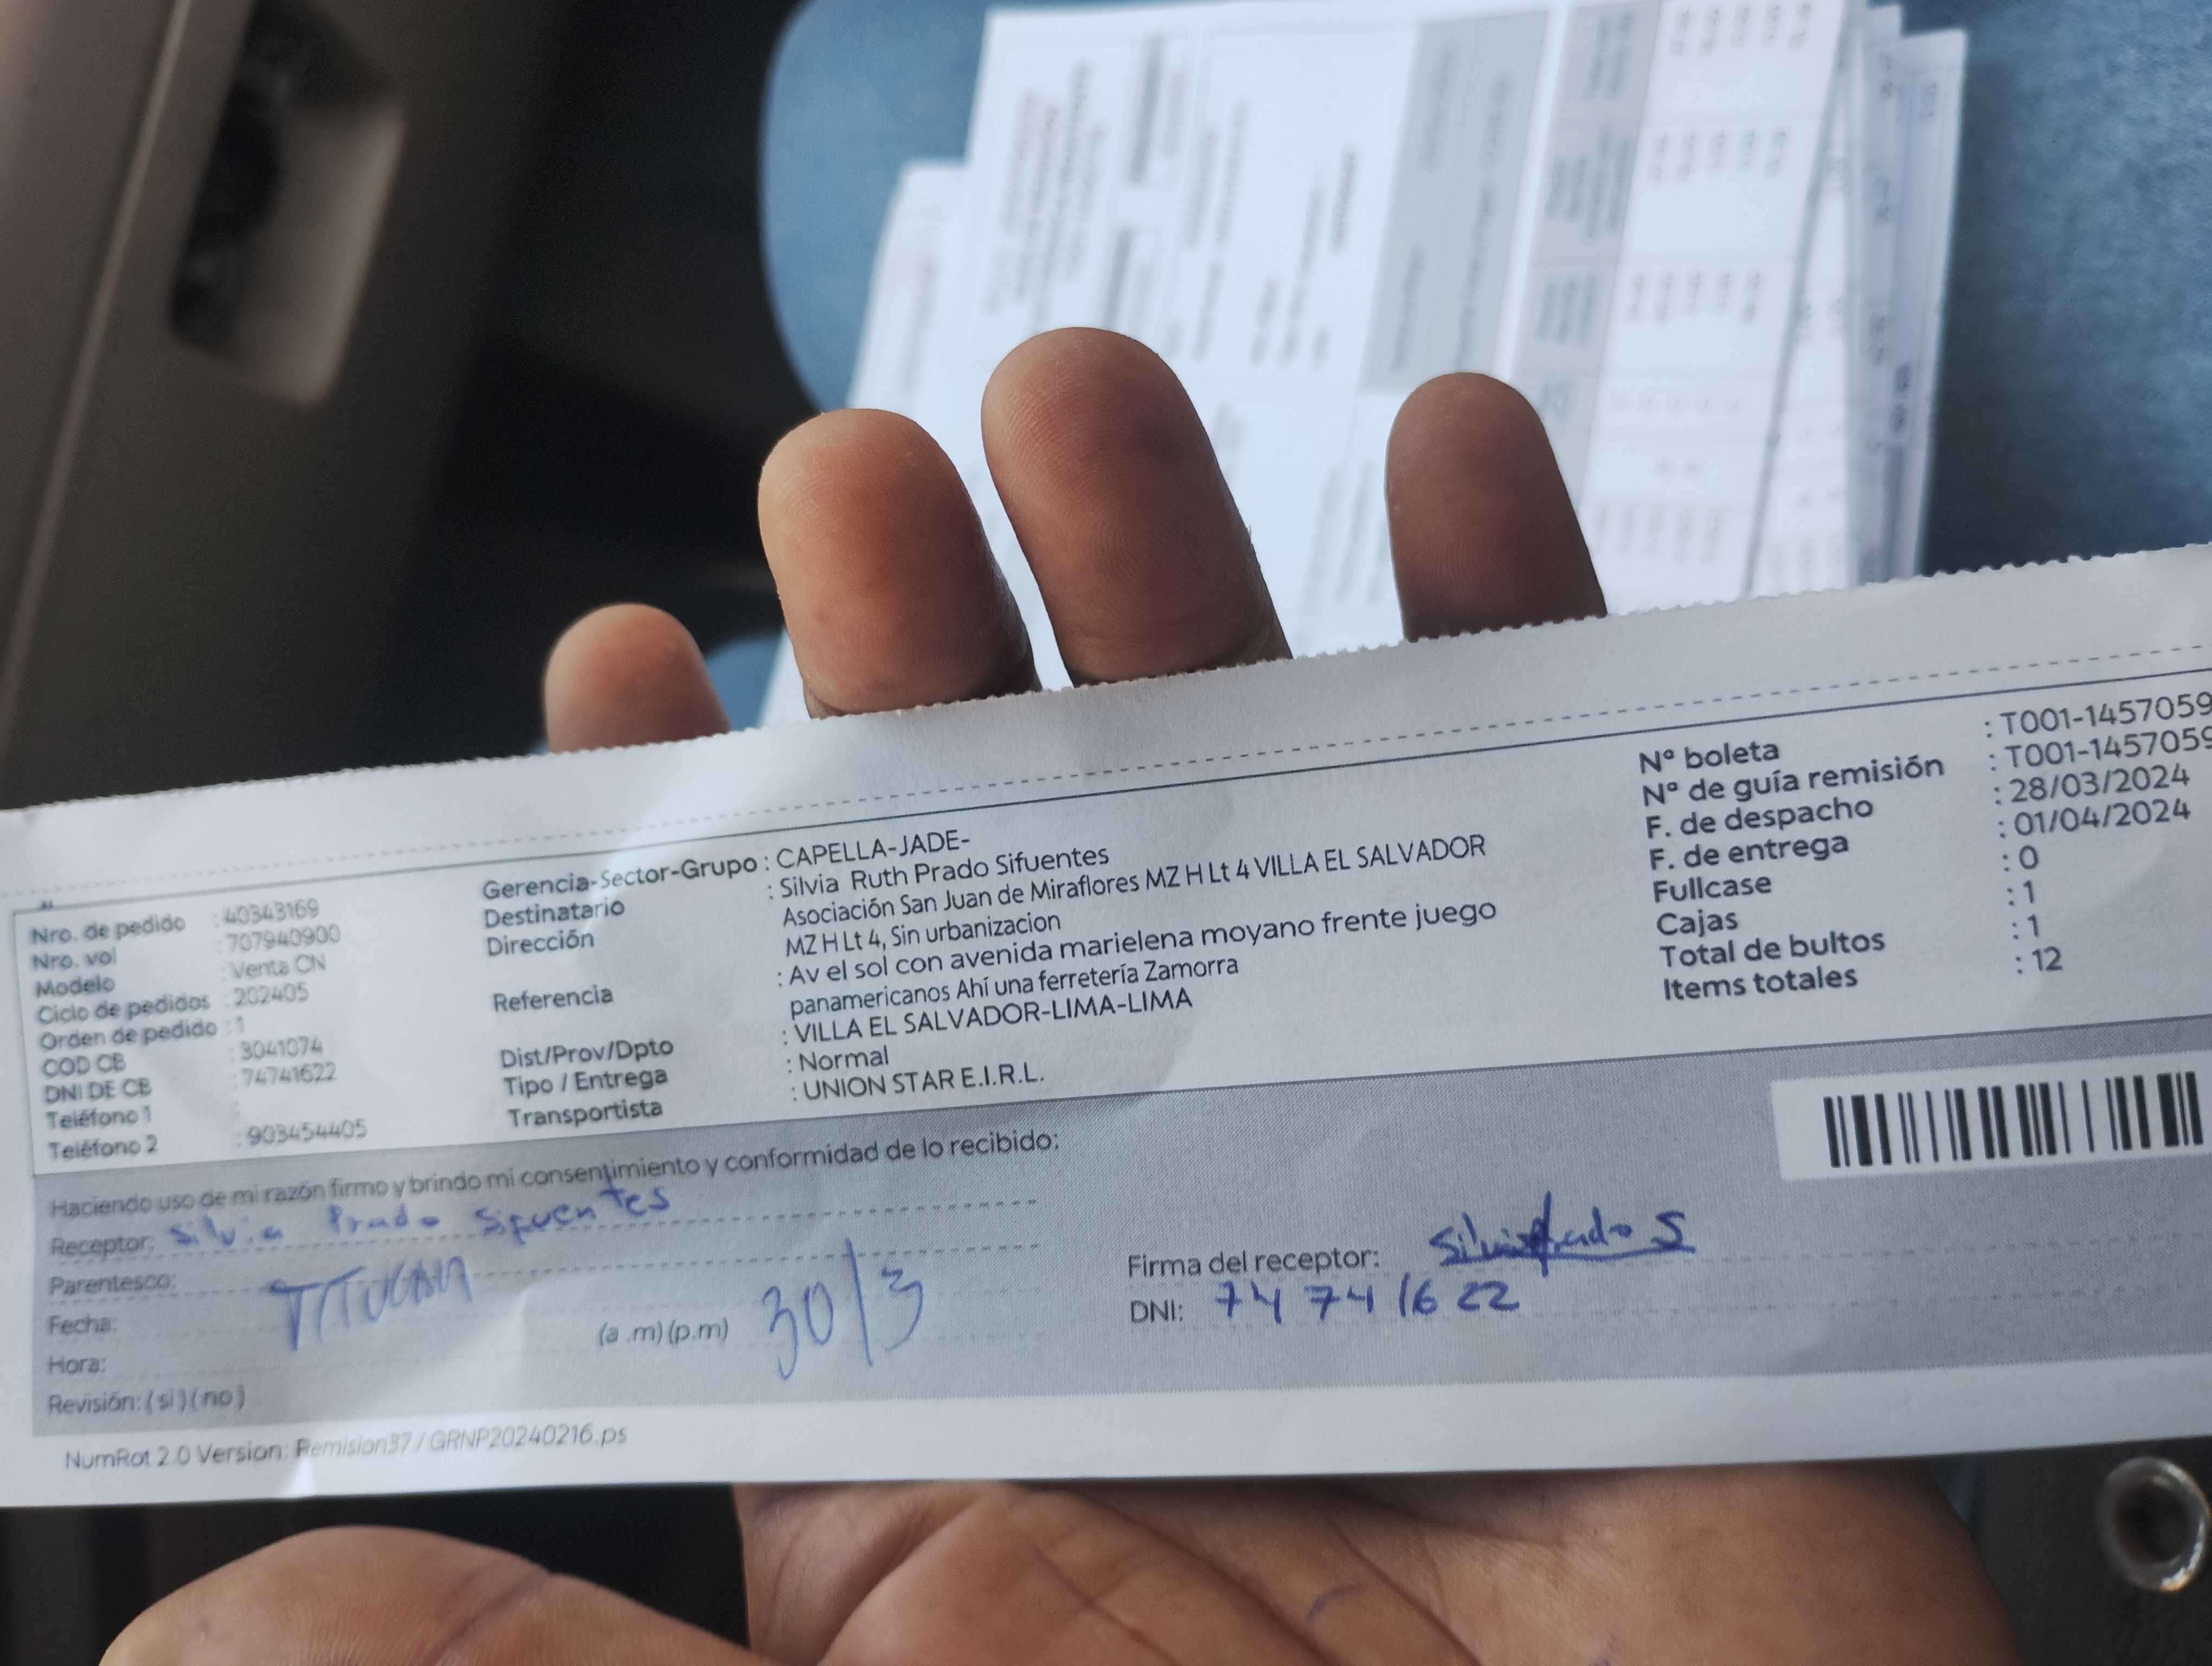 Nro. de pedido : 40343169
Nro. vol : 707940900
Modelo : Venta CN
Ciclo de pedidos : 202405
Orden de pedido : 1
COD CB : 3041074
DNI DE CB : 74741622
Teléfono 1 :
Teléfono 2 : 903454405
Gerencia-Sector-Grupo : CAPELLA-JADE-
Destinatario : Silvia Ruth Prado Sifuentes
Dirección Asociación San Juan de Miraflores MZ H Lt 4 VILLA EL SALVADOR
MZ H Lt 4, Sin urbanizacion
Referencia : Av el sol con avenida marielena moyano frente juego
panamericanos Ahí una ferretería Zamorra
Dist/Prov/Dpto : VILLA EL SALVADOR-LIMA-LIMA
Tipo / Entrega : Normal
Transportista : UNION STAR E.I.R.L.
N° boleta : T001-1457059
N° de guía remisión : T001-1457059
F. de despacho : 28/03/2024
F. de entrega : 01/04/2024
Fullcase : 0
Cajas : 1
Total de bultos : 1
Items totales : 12
Haciendo uso de mi razón firmo y brindo mi consentimiento y conformidad de lo recibido:
Receptor: Silvia Prado Sifuentes
Parentesco: TITULAR
Fecha:
Hora: (a .m) (p.m) 30/3
Revisión: ( si ) ( no )
Firma del receptor: Silvia Prado S
DNI: 74741622
NumRot 2.0 Version: Remision37 / GRNP20240216.ps